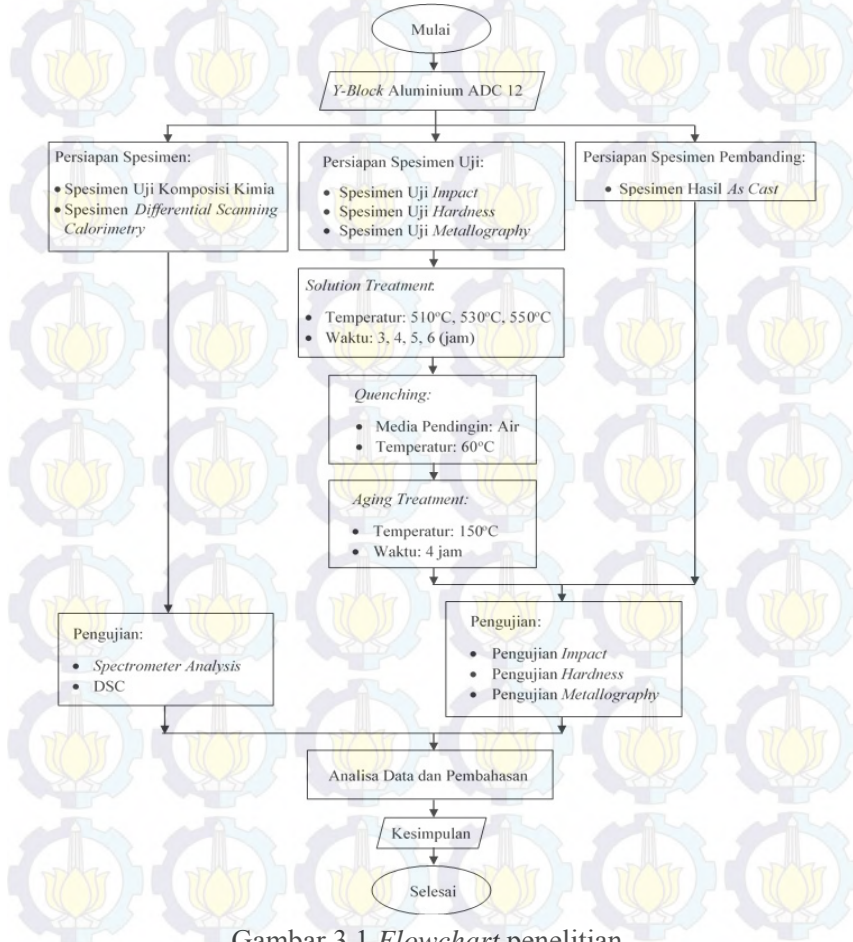 Mulai
Y-Block Aluminium ADC 12
Persiapan Spesimen:
• Spesimen Uji Komposisi Kimia
• Spesimen Differential Scanning
Calorimetry
Persiapan Spesimen Uji:
• Spesimen Uji Impact
• Spesimen Uji Hardness
• Spesimen Uji Metallography
Persiapan Spesimen Pembanding:
• Spesimen Hasil As Cast
Solution Treatment:
• Temperatur: 510°C, 530°C, 550°C
• Waktu: 3, 4, 5, 6 (jam)
Quenching:
• Media Pendingin: Air
• Temperatur: 60°C
Aging Treatment:
• Temperatur: 150°C
• Waktu: 4 jam
Pengujian:
• Spectrometer Analysis
• DSC
Pengujian:
• Pengujian Impact
• Pengujian Hardness
• Pengujian Metallography
Analisa Data dan Pembahasan
Kesimpulan
Selesai
Gambar 3.1 Flowchart penelitian